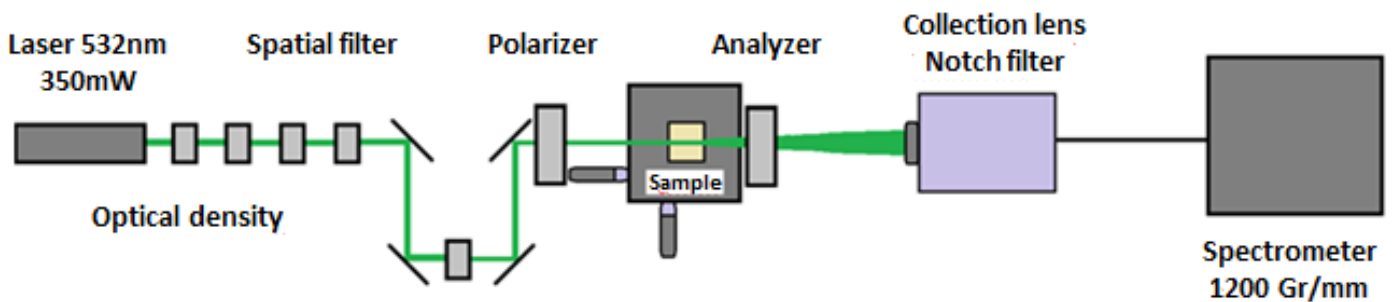 Laser 532nm
350mW
Spatial filter
Polarizer
Analyzer
Collection lens
Notch filter
Sample
Optical density
Spectrometer
1200 Gr/mm